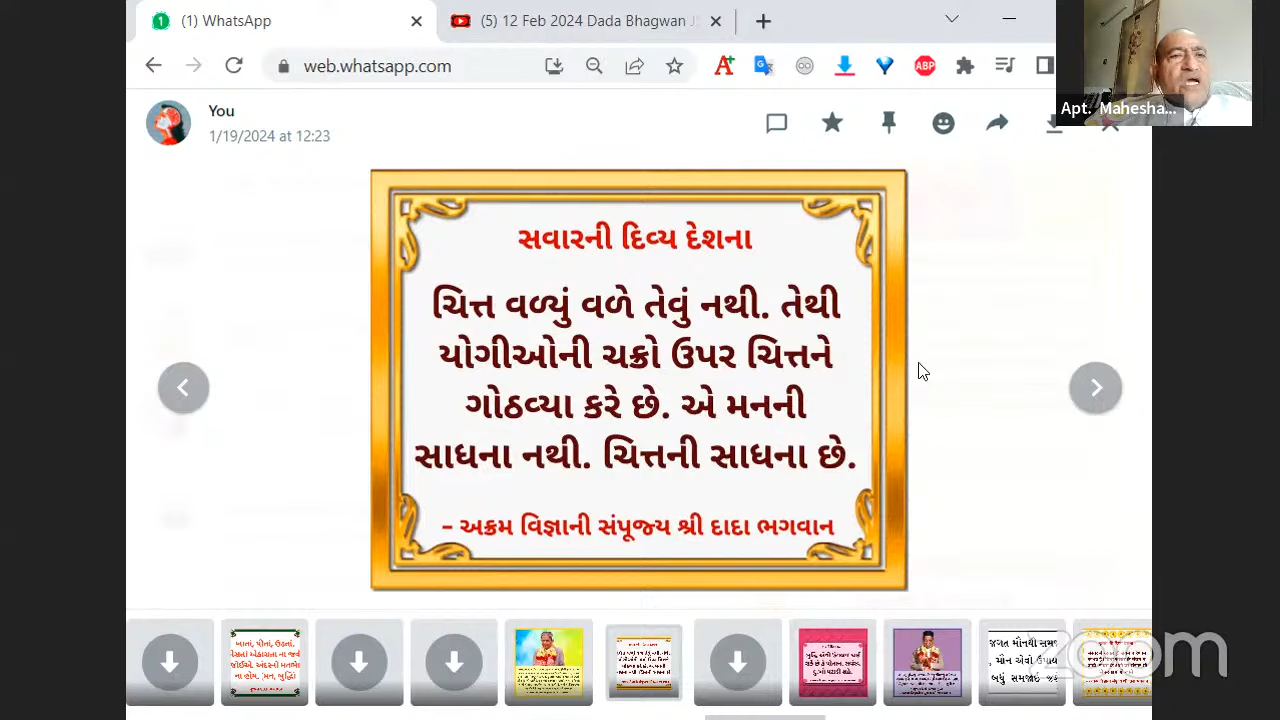 (1) WhatsApp
(5) 12 Feb 2024 Dada Bhagwan
web.whatsapp.com
ABP
Apt. Mahesha...
You
1/19/2024 at 12:23
સવારની દિવ્ય દેશના
ચિત્ત વળ્યું વળે તેવું નથી. તેથી
યોગીઓની ચક્રો ઉપર ચિત્તને
ગોઠવ્યા કરે છે. એ મનની
સાધના નથી. ચિત્તની સાધના છે.
– અક્રમ વિજ્ઞાની સંપૂજ્ય શ્રી દાદા ભગવાન
zoom